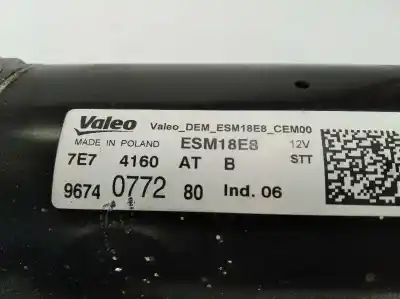 Valeo Valeo_DEM_ESM18E8_CEM00
MADE IN POLAND ESM18E8 12V
7E7 4160 AT B STT
9674 0772 80 Ind. 06